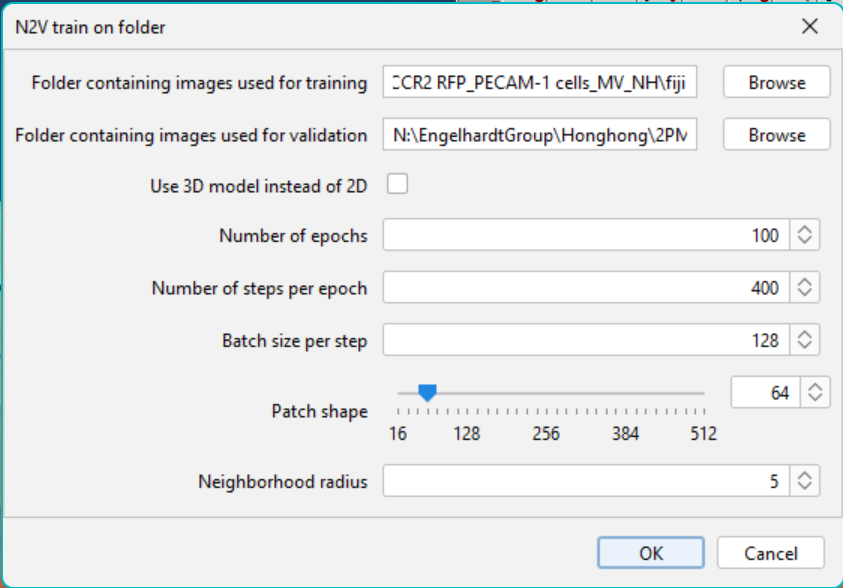 N2V train on folder
Folder containing images used for training CCR2 RFP_PECAM-1 cells_MV_NH\fiji Browse
Folder containing images used for validation N:\EngelhardtGroup\Honghong\2PM Browse
Use 3D model instead of 2D
Number of epochs 100
Number of steps per epoch 400
Batch size per step 128
Patch shape 64
16 128 256 384 512
Neighborhood radius 5
OK Cancel